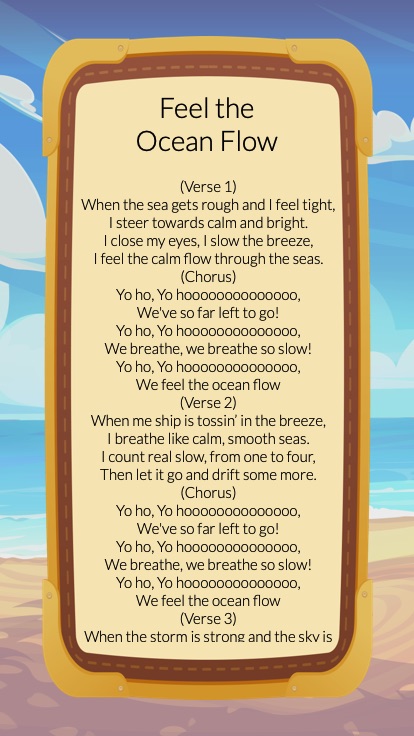 Feel the
Ocean Flow
(Verse 1)
When the sea gets rough and I feel tight,
I steer towards calm and bright.
I close my eyes, I slow the breeze,
I feel the calm flow through the seas.
(Chorus)
Yo ho, Yo hooooooooooooooo,
We've so far left to go!
Yo ho, Yo hooooooooooooooo,
We breathe, we breathe so slow!
Yo ho, Yo hooooooooooooooo,
We feel the ocean flow
(Verse 2)
When me ship is tossin' in the breeze,
I breathe like calm, smooth seas.
I count real slow, from one to four,
Then let it go and drift some more.
(Chorus)
Yo ho, Yo hooooooooooooooo,
We've so far left to go!
Yo ho, Yo hooooooooooooooo,
We breathe, we breathe so slow!
Yo ho, Yo hooooooooooooooo,
We feel the ocean flow
(Verse 3)
When the storm is strong and the sky is